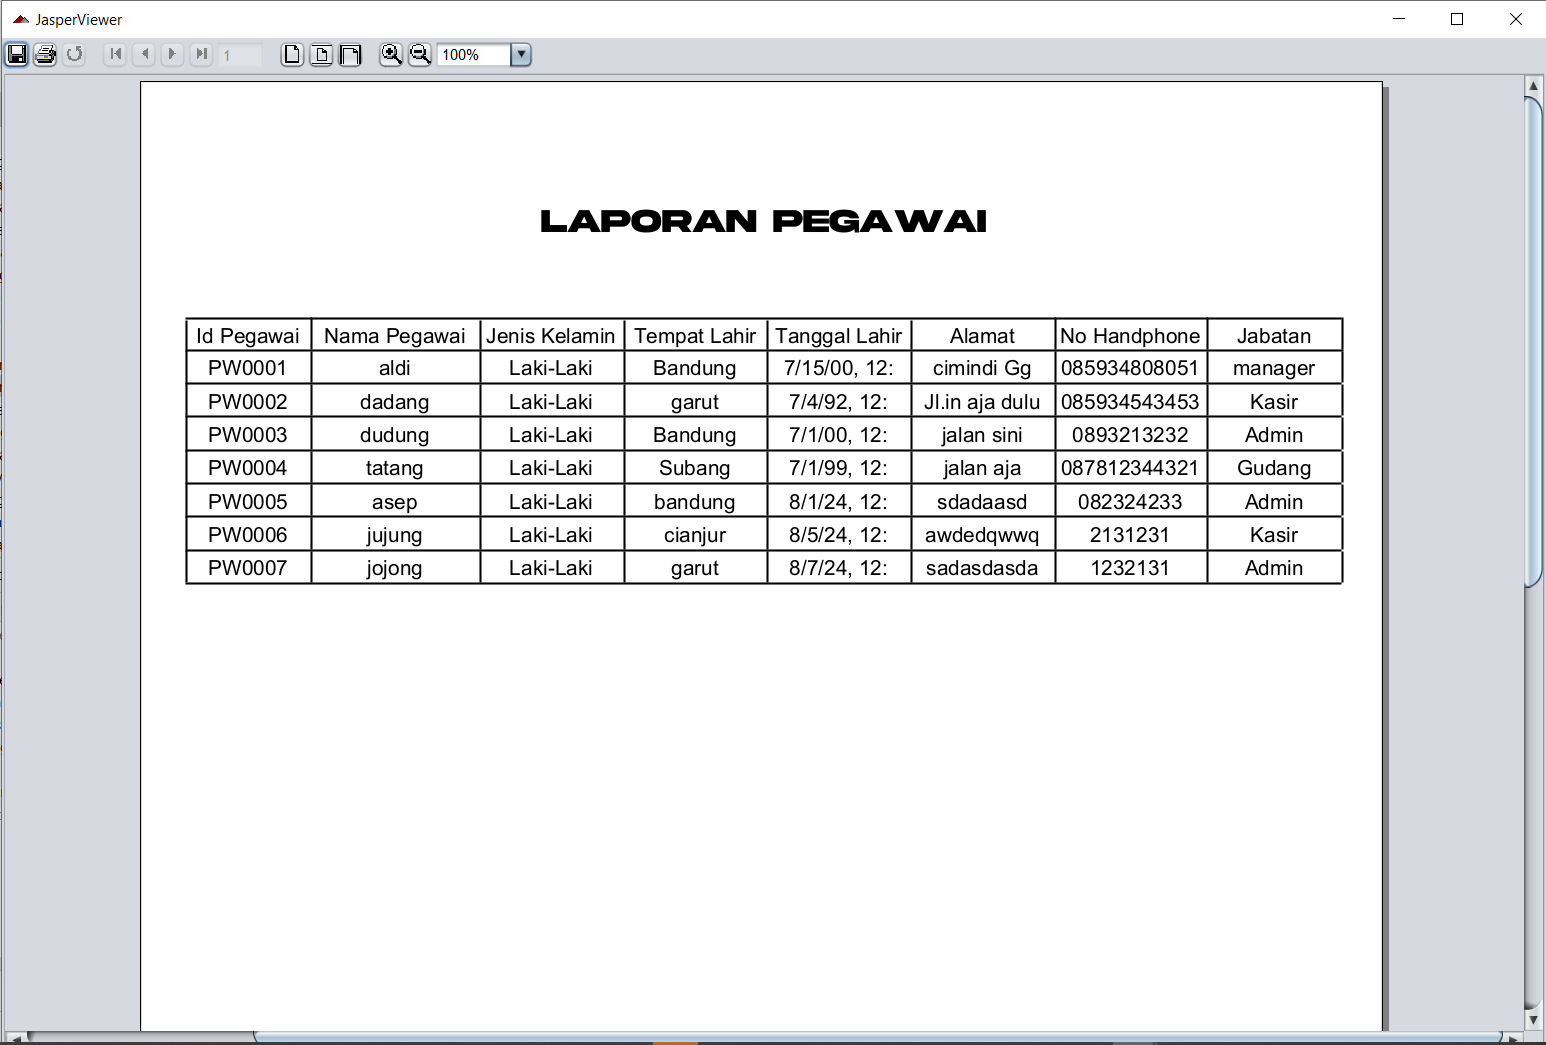 JasperViewer
1
100%
LAPORAN PEGAWAI
Id Pegawai Nama Pegawai Jenis Kelamin Tempat Lahir Tanggal Lahir Alamat No Handphone Jabatan
PW0001 aldi Laki-Laki Bandung 7/15/00, 12: cimindi Gg 085934808051 manager
PW0002 dadang Laki-Laki garut 7/4/92, 12: Jl.in aja dulu 085934543453 Kasir
PW0003 dudung Laki-Laki Bandung 7/1/00, 12: jalan sini 0893213232 Admin
PW0004 tatang Laki-Laki Subang 7/1/99, 12: jalan aja 087812344321 Gudang
PW0005 asep Laki-Laki bandung 8/1/24, 12: sdadaasd 082324233 Admin
PW0006 jujung Laki-Laki cianjur 8/5/24, 12: awdedqwwq 2131231 Kasir
PW0007 jojong Laki-Laki garut 8/7/24, 12: sadasdasda 1232131 Admin